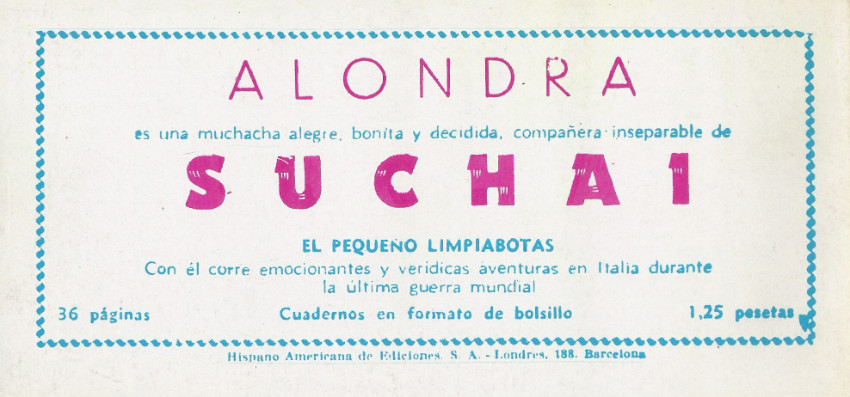 ALONDRA
es una muchacha alegre, bonita y decidida, compañera inseparable de
SUCHAI
EL PEQUEÑO LIMPIABOTAS
Con él corre emocionantes y verídicas aventuras en Italia durante
la última guerra mundial
36 páginas Cuadernos en formato de bolsillo 1,25 pesetas
Hispano Americana de Ediciones, S. A. - Londres, 188. Barcelona